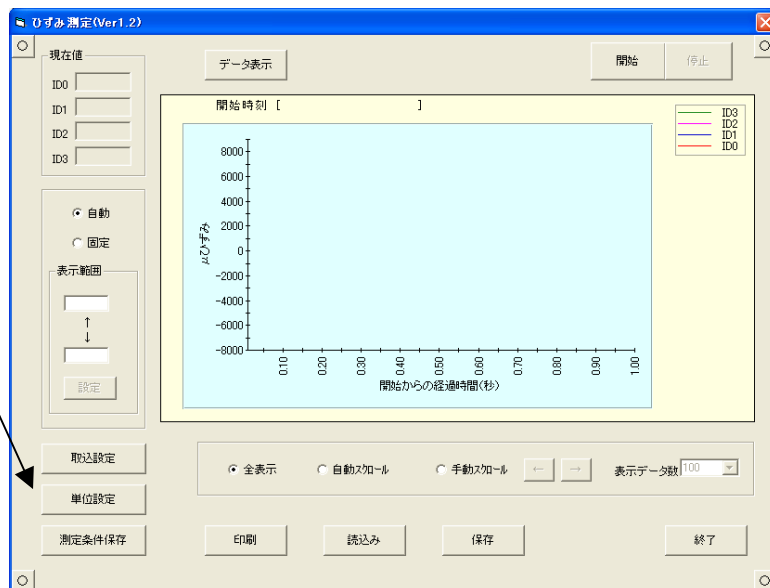 ひずみ測定(Ver1.2)
現在値
ID0
ID1
ID2
ID3
データ表示
開始
停止
開始時刻 [ ]
ID3
ID2
ID1
ID0
μひずみ
8000
6000
4000
2000
0
-2000
-4000
-6000
-8000
0.10 0.20 0.30 0.40 0.50 0.60 0.70 0.80 0.90 1.00
開始からの経過時間(秒)
自動
固定
表示範囲
↑
↓
設定
取込設定
単位設定
測定条件保存
全表示
自動スクロール
手動スクロール
←
→
表示データ数
100
印刷
読込み
保存
終了